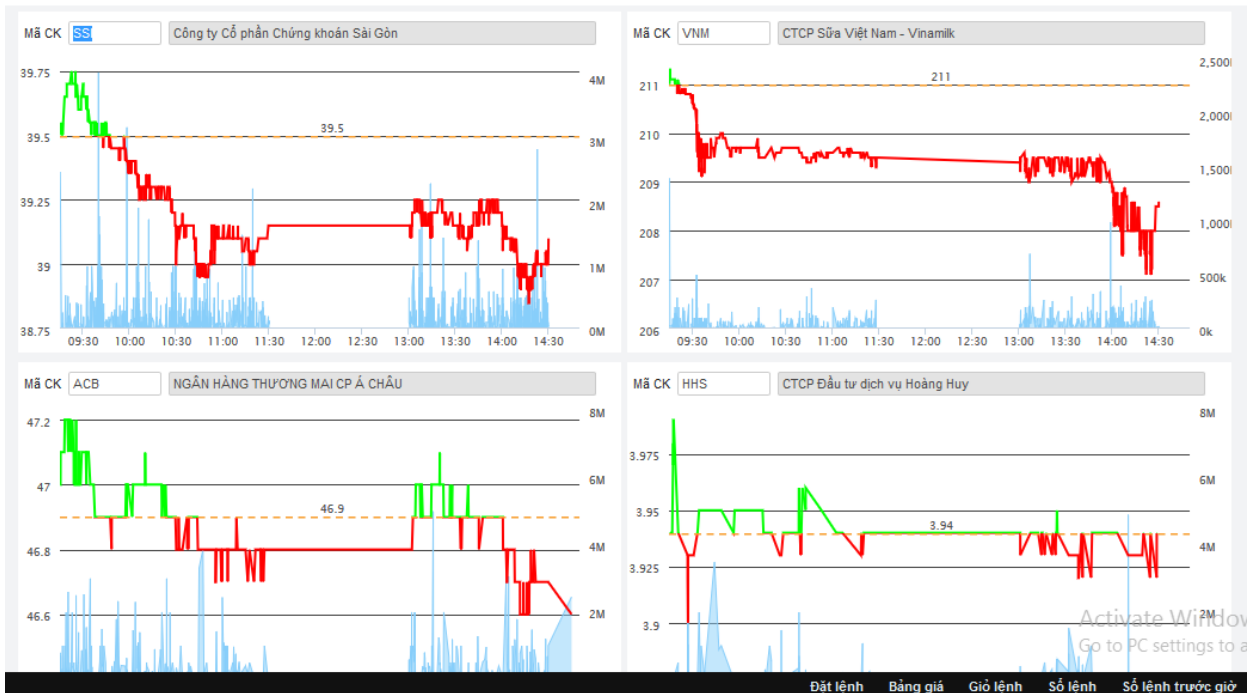 Mã CK SSI Công ty Cổ phần Chứng khoán Sài Gòn
39.75
39.5
39.25
39
38.75
39.5
4M
3M
2M
1M
0M
09:30 10:00 10:30 11:00 11:30 12:00 12:30 13:00 13:30 14:00 14:30
Mã CK VNM CTCP Sữa Việt Nam - Vinamilk
211
210
209
208
207
206
211
2,500
2,000
1,500
1,000
500k
0k
09:30 10:00 10:30 11:00 11:30 12:00 12:30 13:00 13:30 14:00 14:30
Mã CK ACB NGÂN HÀNG THƯƠNG MAI CP Á CHÂU
47.2
47
46.8
46.6
46.9
8M
6M
4M
2M
Mã CK HHS CTCP Đầu tư dịch vụ Hoàng Huy
3.975
3.95
3.925
3.9
3.94
8M
6M
4M
2M
Activate Window
Go to PC settings to a
Đặt lệnh Bảng giá Giỏ lệnh Sổ lệnh Sổ lệnh trước giờ